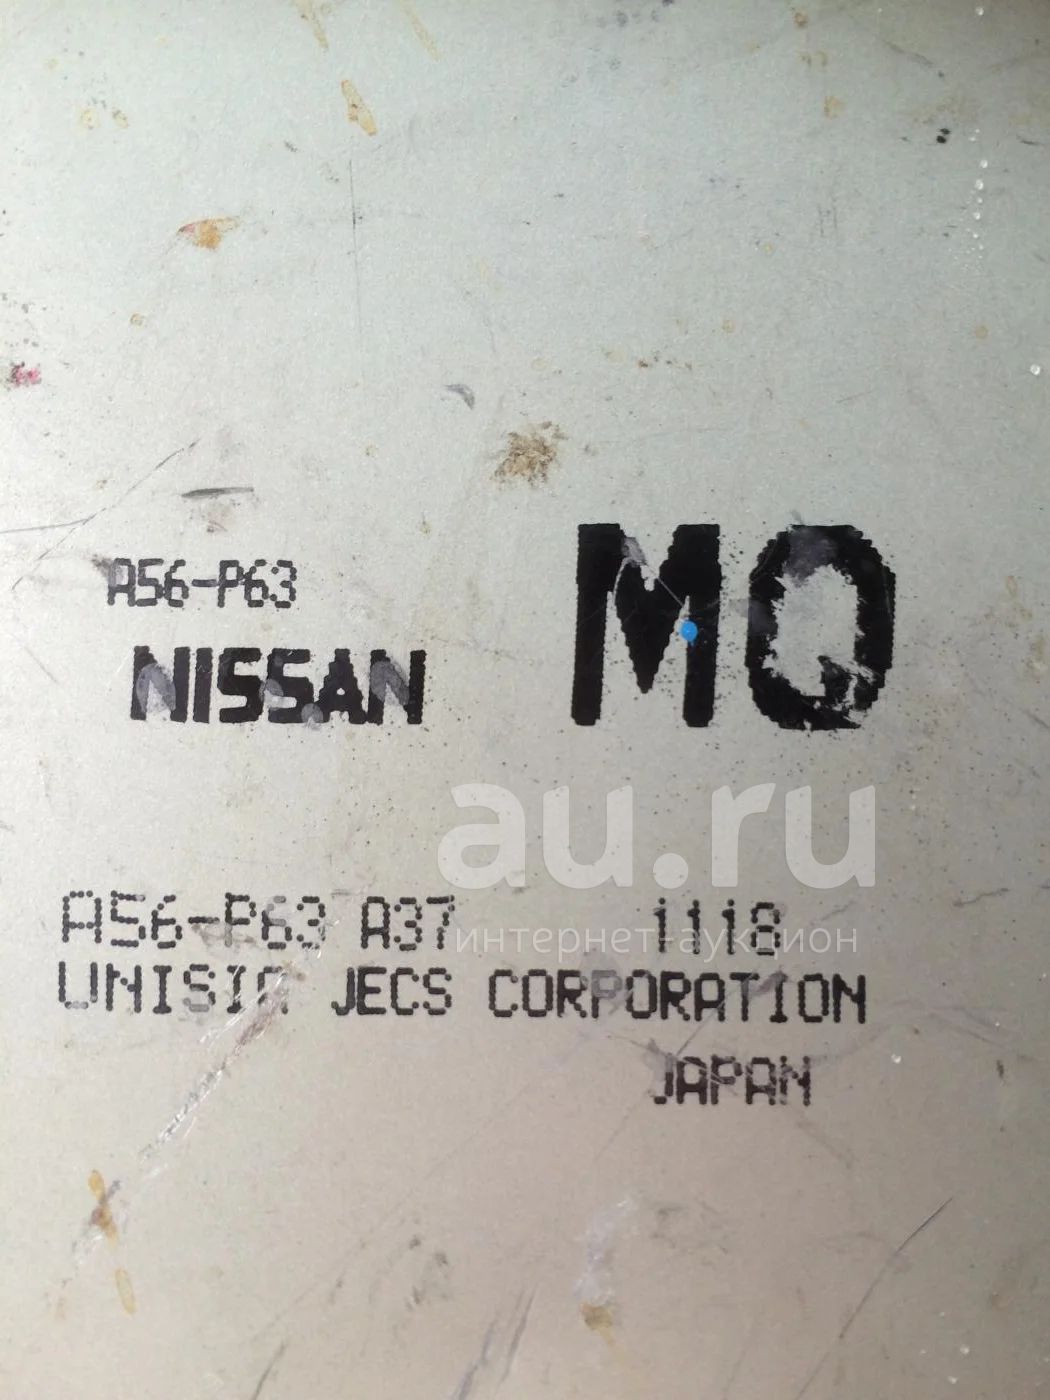 A56-P63
NISSAN
MQ
au.ru
интернет-аукцион
A56-P63 A37 1118
UNISIA JECS CORPORATION
JAPAN